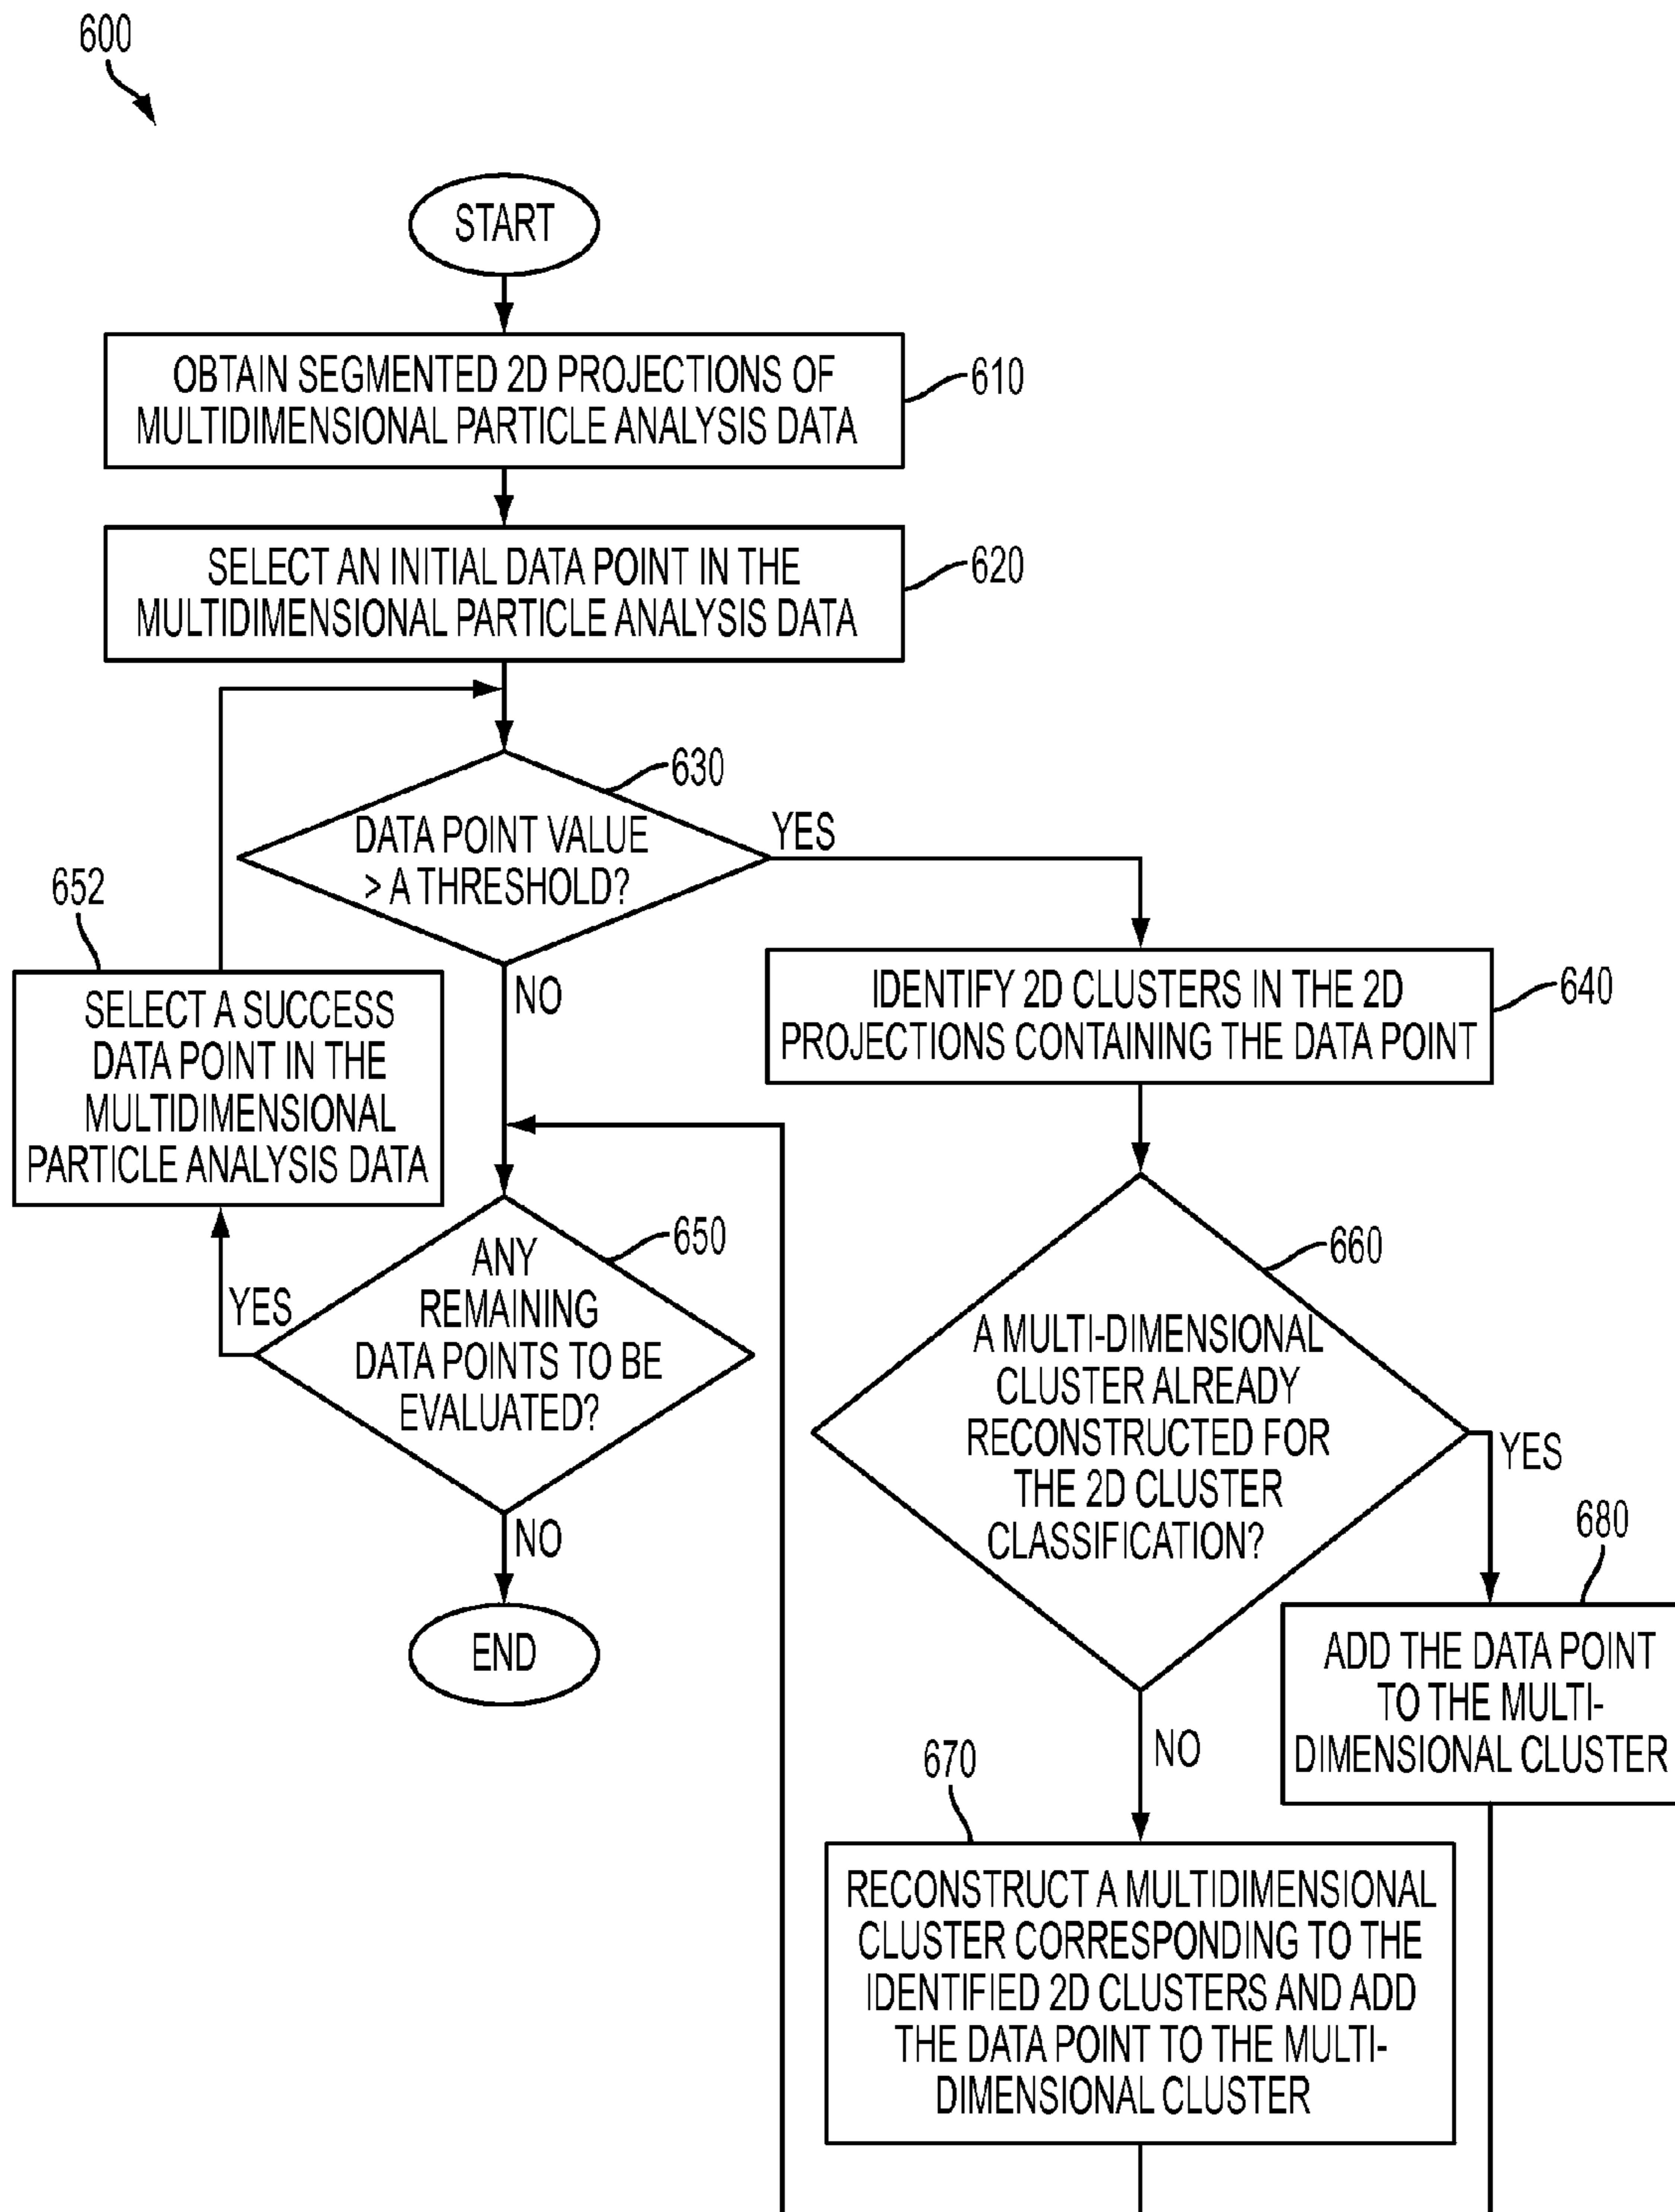 600
START
OBTAIN SEGMENTED 2D PROJECTIONS OF
MULTIDIMENSIONAL PARTICLE ANALYSIS DATA
610
SELECT AN INITIAL DATA POINT IN THE
MULTIDIMENSIONAL PARTICLE ANALYSIS DATA
620
630
DATA POINT VALUE
> A THRESHOLD?
YES
NO
652
SELECT A SUCCESS
DATA POINT IN THE
MULTIDIMENSIONAL
PARTICLE ANALYSIS DATA
IDENTIFY 2D CLUSTERS IN THE 2D
PROJECTIONS CONTAINING THE DATA POINT
640
650
ANY
REMAINING
DATA POINTS TO BE
EVALUATED?
YES
NO
END
660
A MULTI-DIMENSIONAL
CLUSTER ALREADY
RECONSTRUCTED FOR
THE 2D CLUSTER
CLASSIFICATION?
YES
NO
680
ADD THE DATA POINT
TO THE MULTI-
DIMENSIONAL CLUSTER
670
RECONSTRUCT A MULTIDIMENSIONAL
CLUSTER CORRESPONDING TO THE
IDENTIFIED 2D CLUSTERS AND ADD
THE DATA POINT TO THE MULTI-
DIMENSIONAL CLUSTER